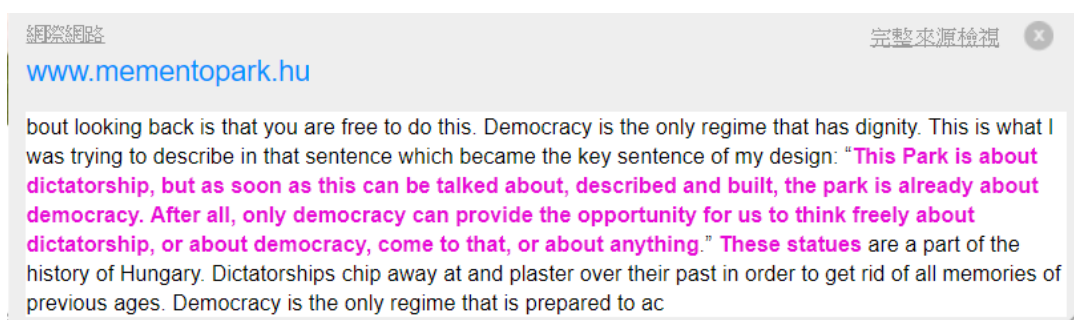 網際網路
完整來源檢視
www.mementopark.hu
bout looking back is that you are free to do this. Democracy is the only regime that has dignity. This is what I
was trying to describe in that sentence which became the key sentence of my design: “This Park is about
dictatorship, but as soon as this can be talked about, described and built, the park is already about
democracy. After all, only democracy can provide the opportunity for us to think freely about
dictatorship, or about democracy, come to that, or about anything.” These statues are a part of the
history of Hungary. Dictatorships chip away at and plaster over their past in order to get rid of all memories of
previous ages. Democracy is the only regime that is prepared to ac